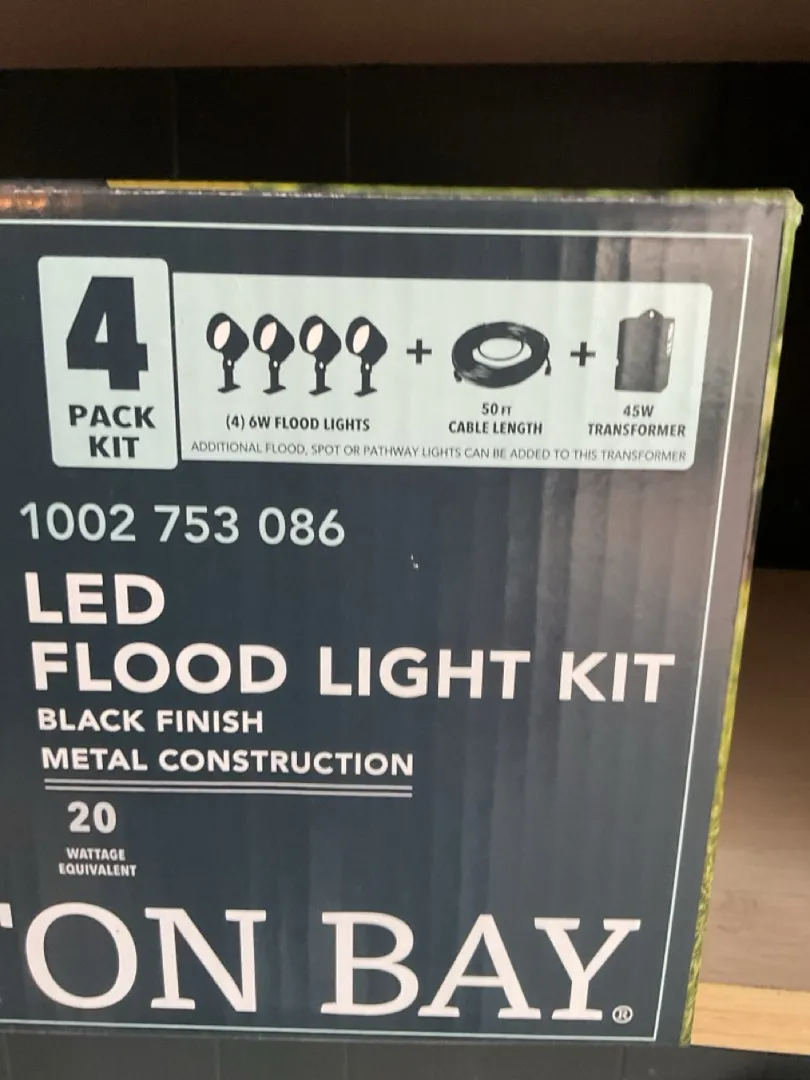 4
PACK
KIT
+
+
(4) 6W FLOOD LIGHTS
50 FT
CABLE LENGTH
45W
TRANSFORMER
ADDITIONAL FLOOD, SPOT OR PATHWAY LIGHTS CAN BE ADDED TO THIS TRANSFORMER
1002 753 086
LED
FLOOD LIGHT KIT
BLACK FINISH
METAL CONSTRUCTION
20
WATTAGE
EQUIVALENT
TON BAY®